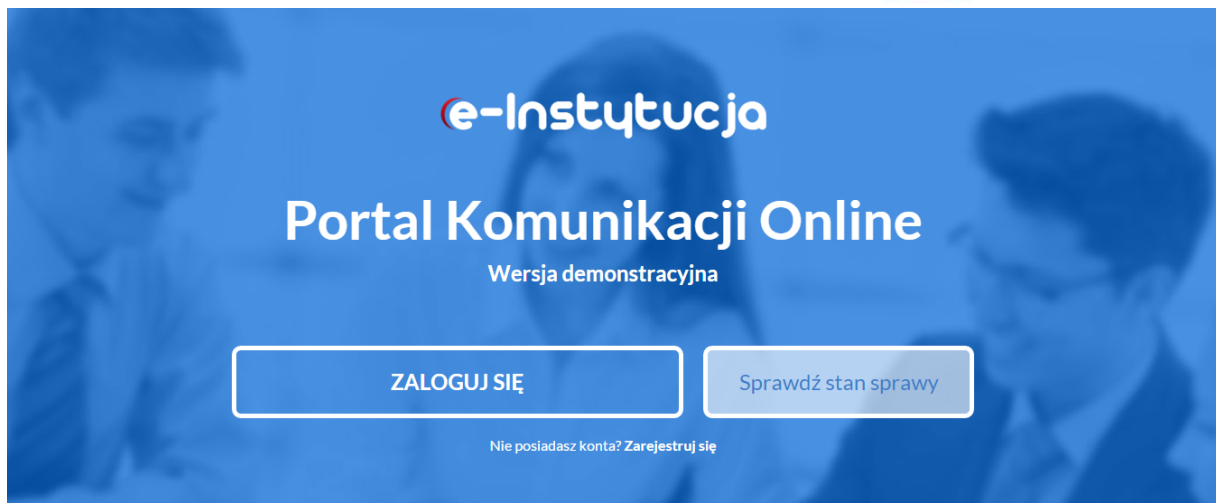 e-Instytucja
Portal Komunikacji Online
Wersja demonstracyjna
ZALOGUJ SIĘ
Sprawdź stan sprawy
Nie posiadasz konta? Zarejestruj się